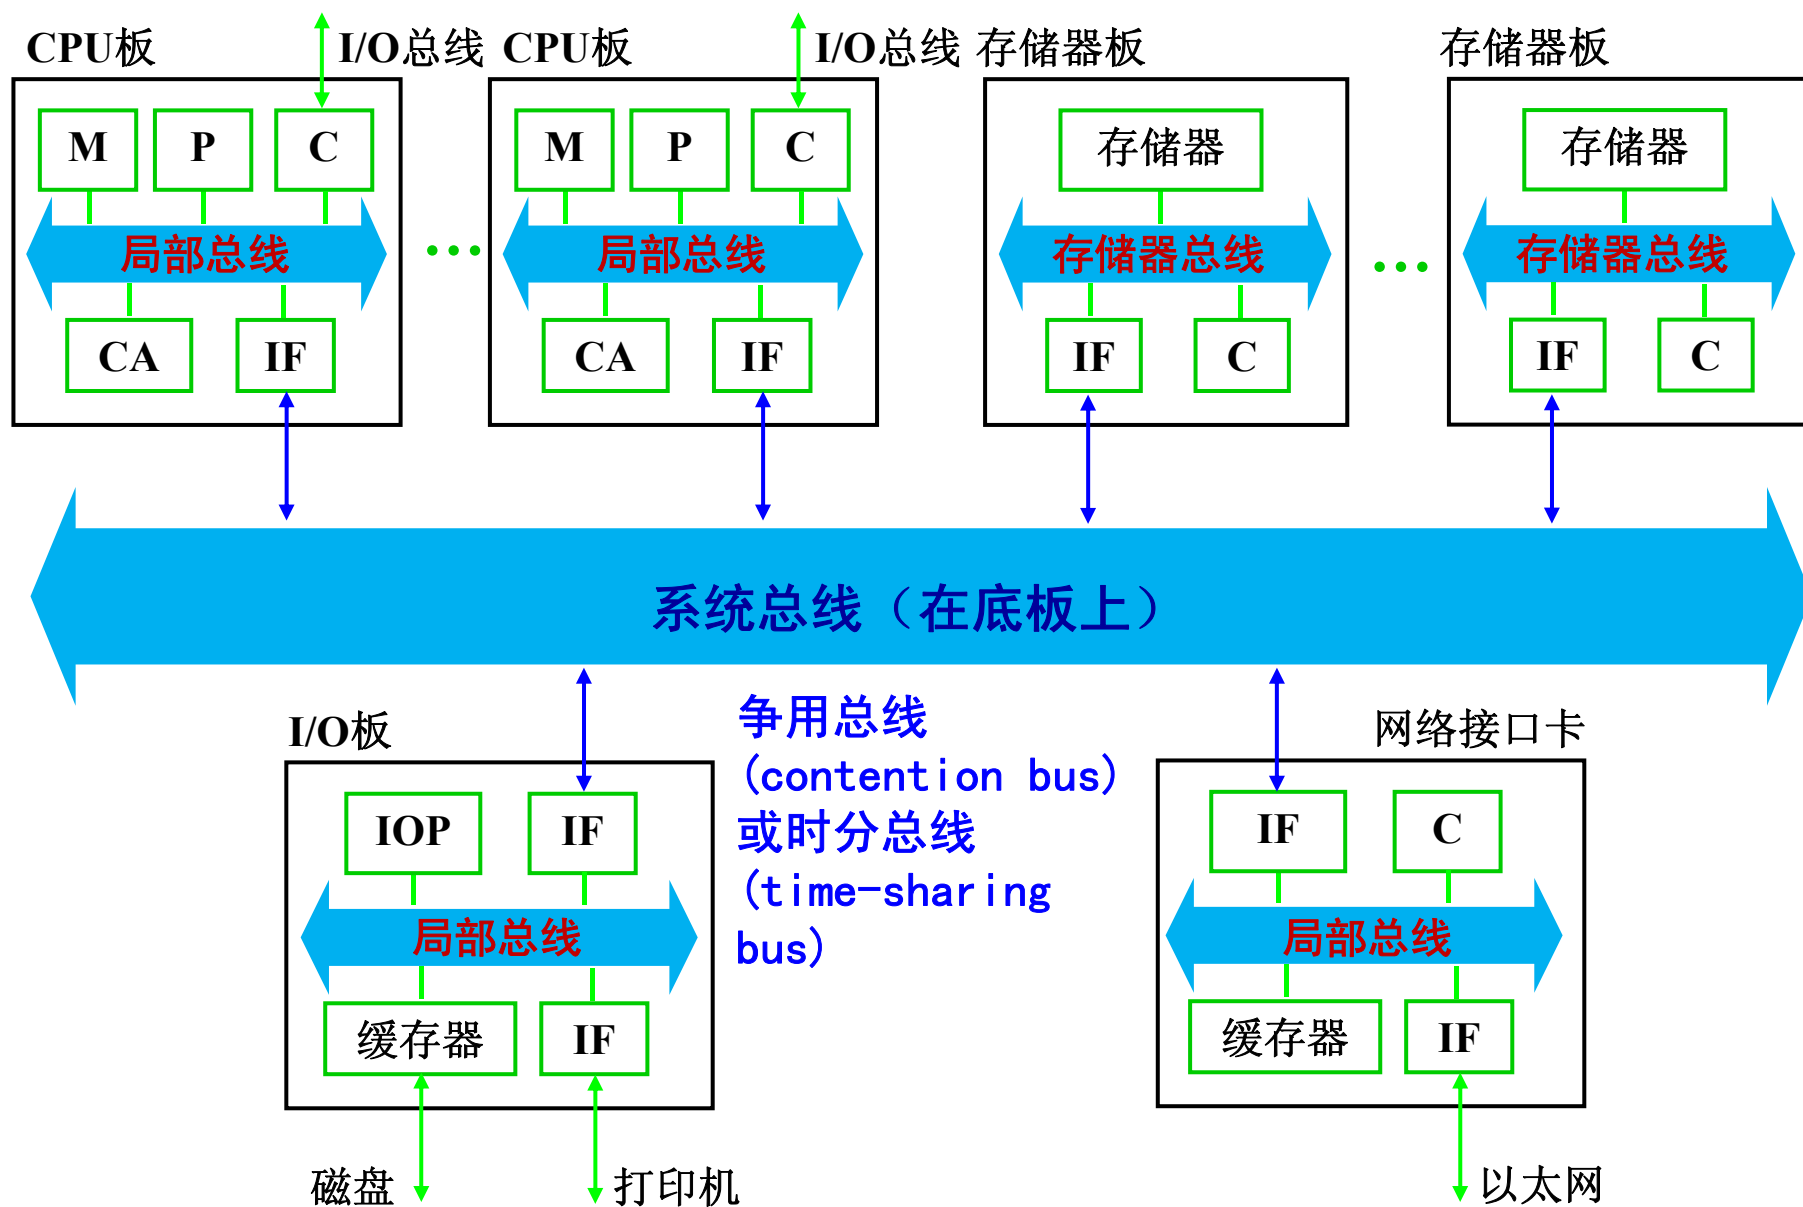 CPU板
I/O总线
CPU板
I/O总线
存储器板
存储器板
M
P
C
M
P
C
存储器
存储器
局部总线
...
局部总线
存储器总线
...
存储器总线
CA
IF
CA
IF
IF
C
IF
C
系统总线（在底板上）
I/O板
争用总线
(contention bus)
或时分总线
(time-sharing
bus)
网络接口卡
IOP
IF
IF
C
局部总线
局部总线
缓存器
IF
缓存器
IF
磁盘
打印机
以太网